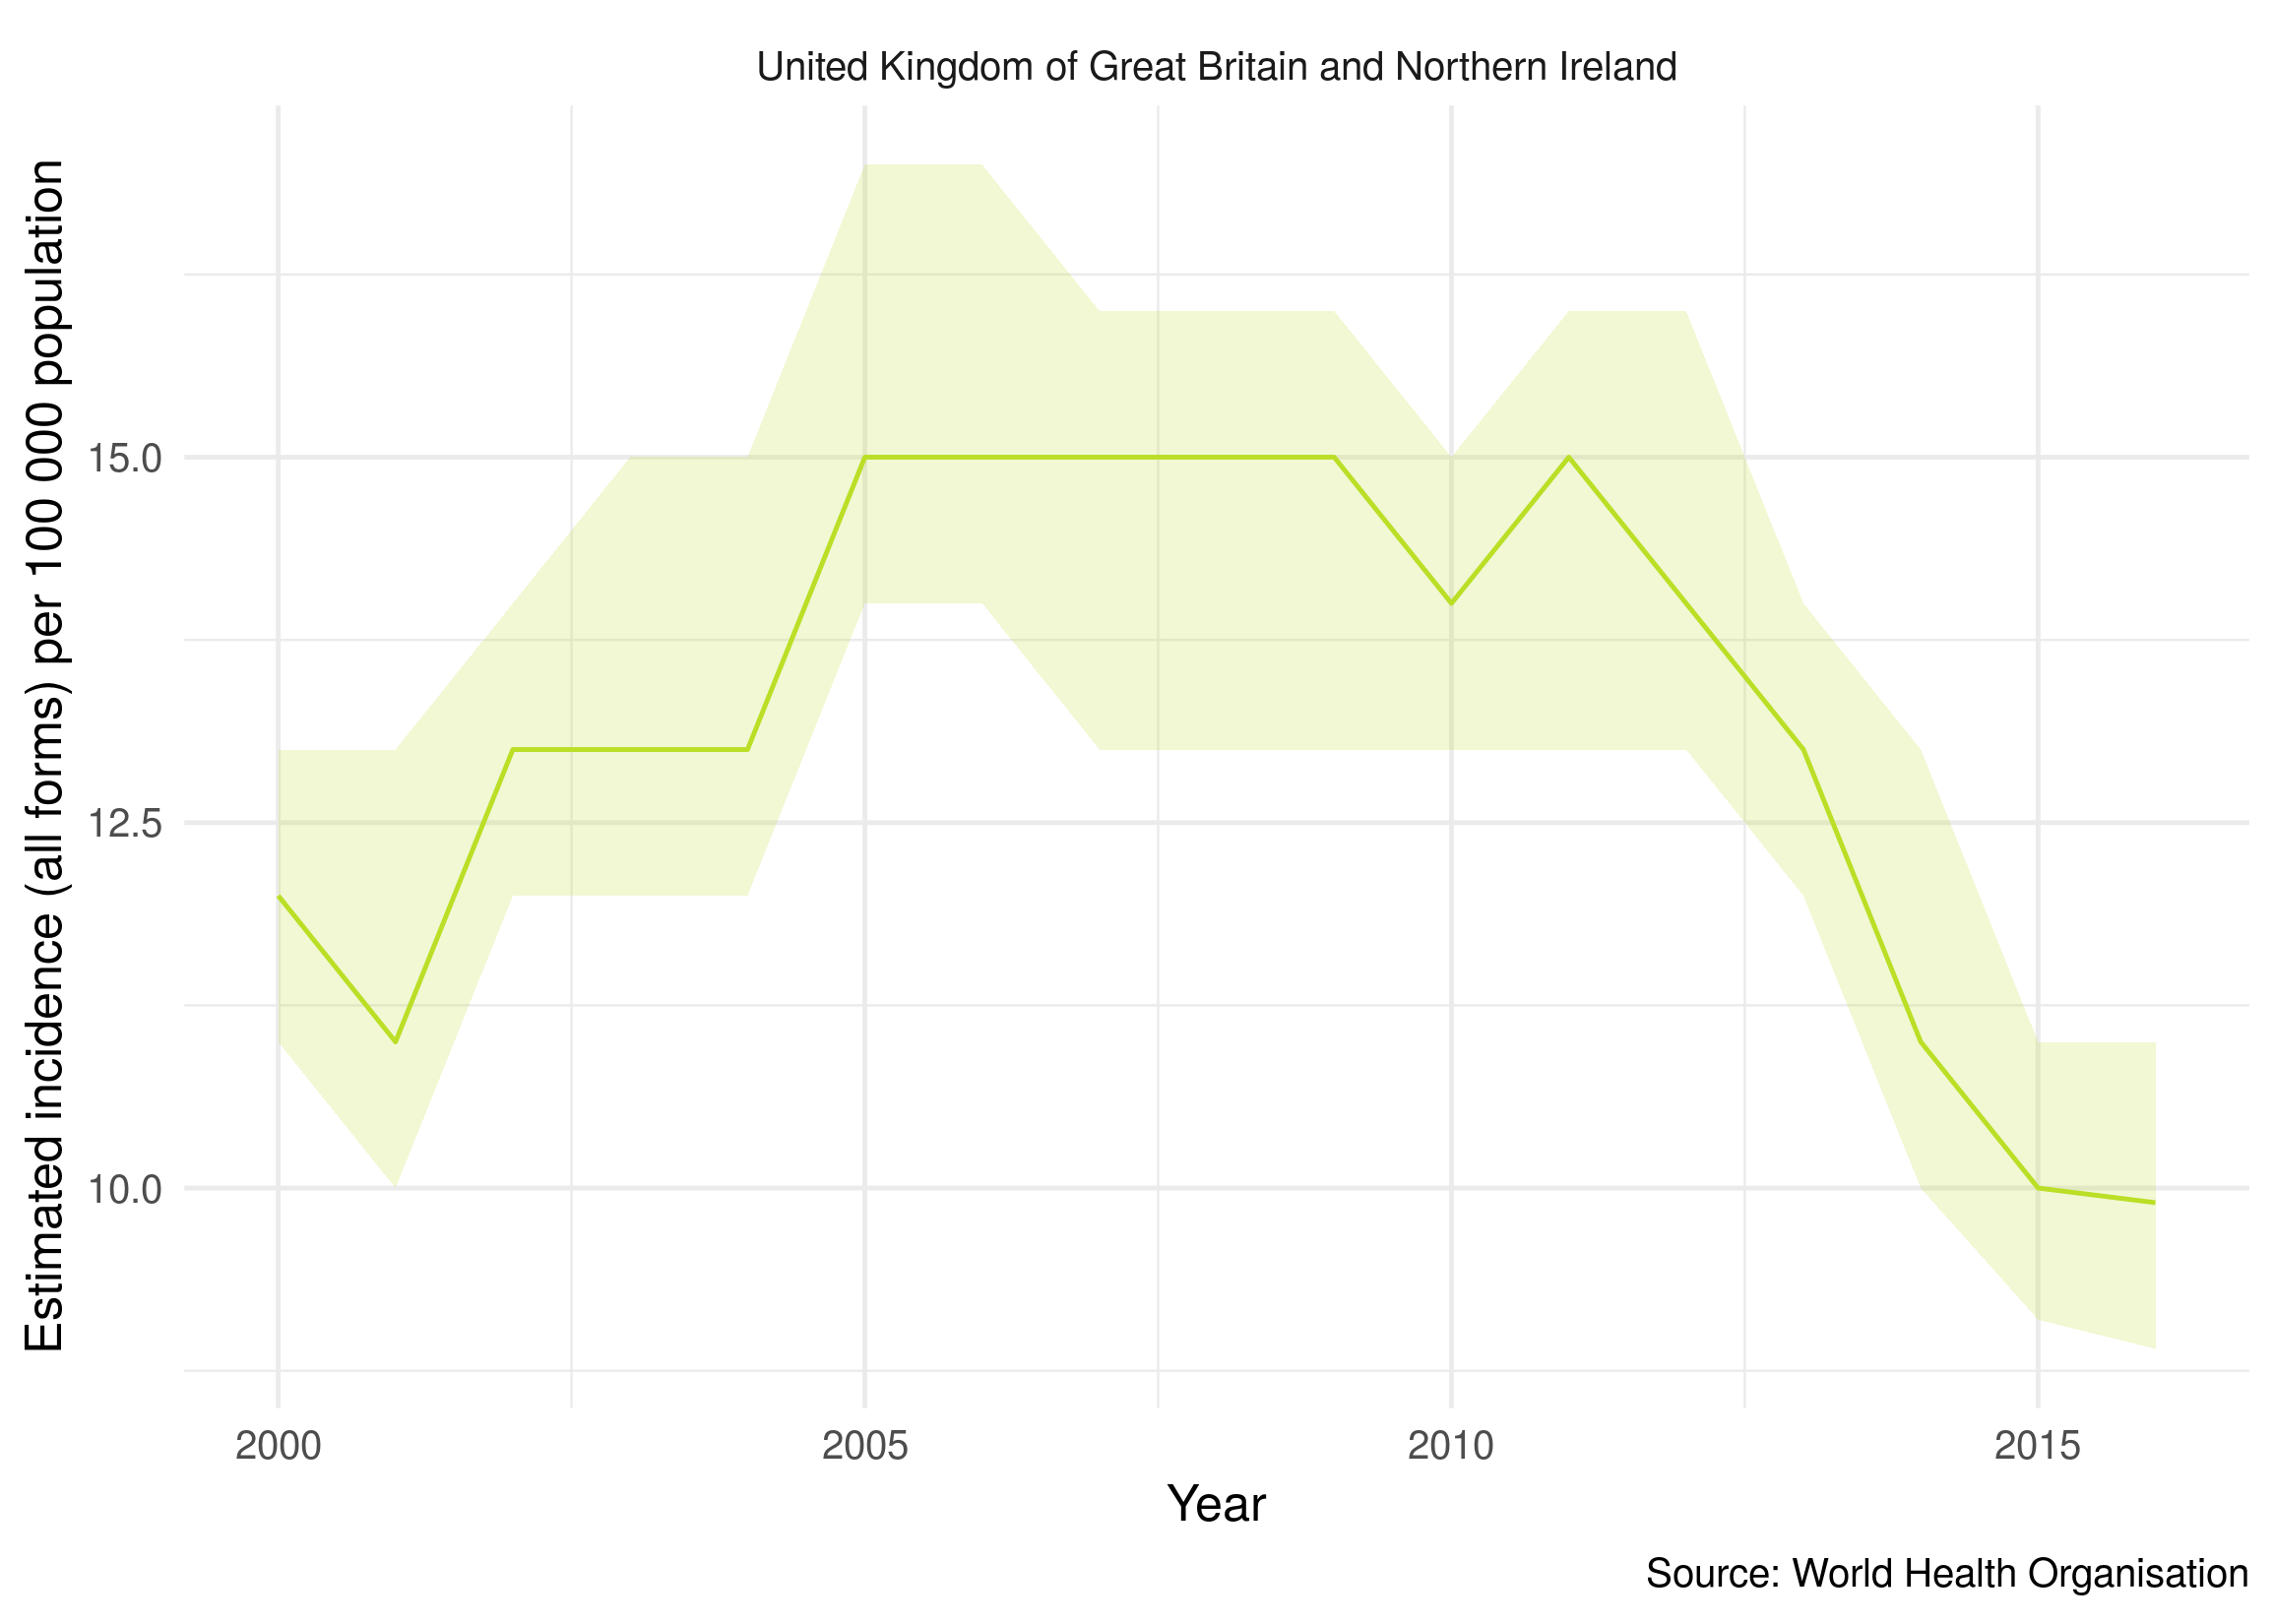 United Kingdom of Great Britain and Northern Ireland
Estimated incidence (all forms) per 100 000 population
15.0
12.5
10.0
2000 2005 2010 2015
Year
Source: World Health Organisation